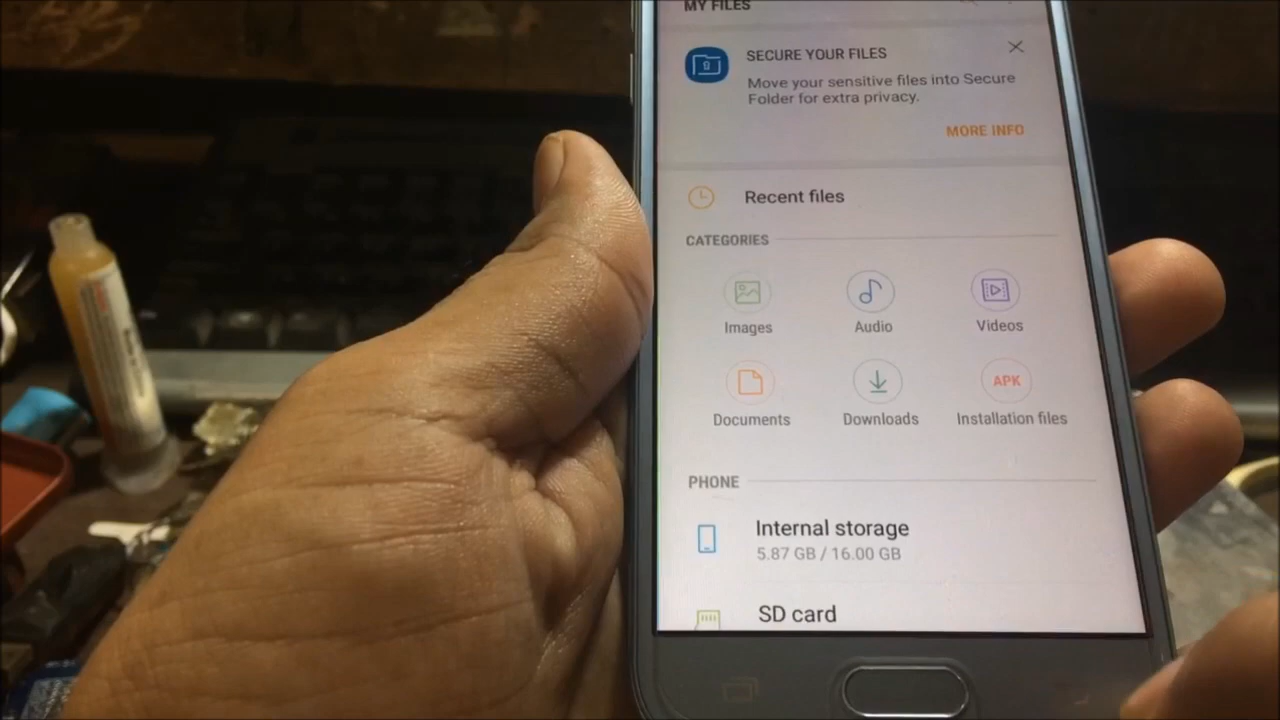 MY FILES
SECURE YOUR FILES
Move your sensitive files into Secure
Folder for extra privacy.
MORE INFO
Recent files
CATEGORIES
Images
Audio
Videos
APK
Documents
Downloads
Installation files
PHONE
Internal storage
5.87 GB / 16.00 GB
SD card